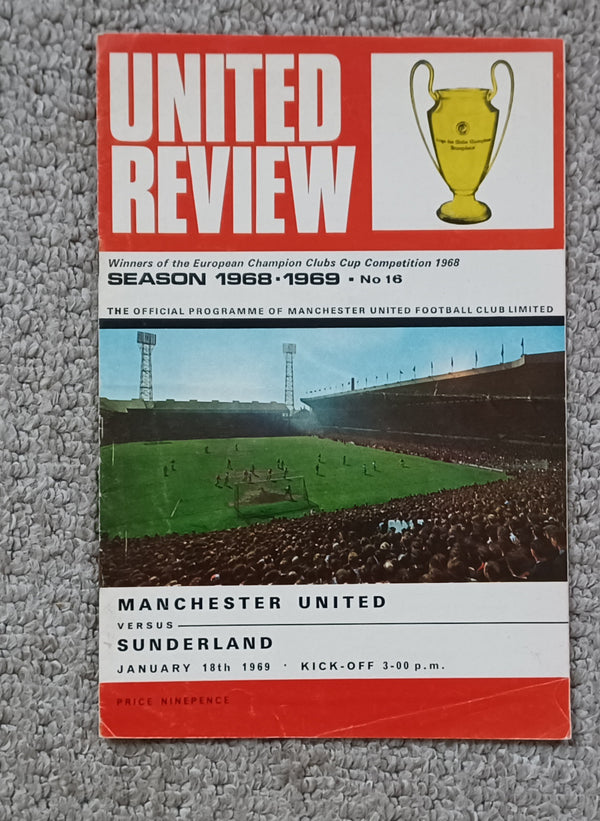 UNITED
REVIEW
Winners of the European Champion Clubs Cup Competition 1968
SEASON 1968·1969 · No 16
THE OFFICIAL PROGRAMME OF MANCHESTER UNITED FOOTBALL CLUB LIMITED
MANCHESTER UNITED
VERSUS
SUNDERLAND
JANUARY 18th 1969 · KICK-OFF 3-00 p.m.
PRICE NINEPENCE